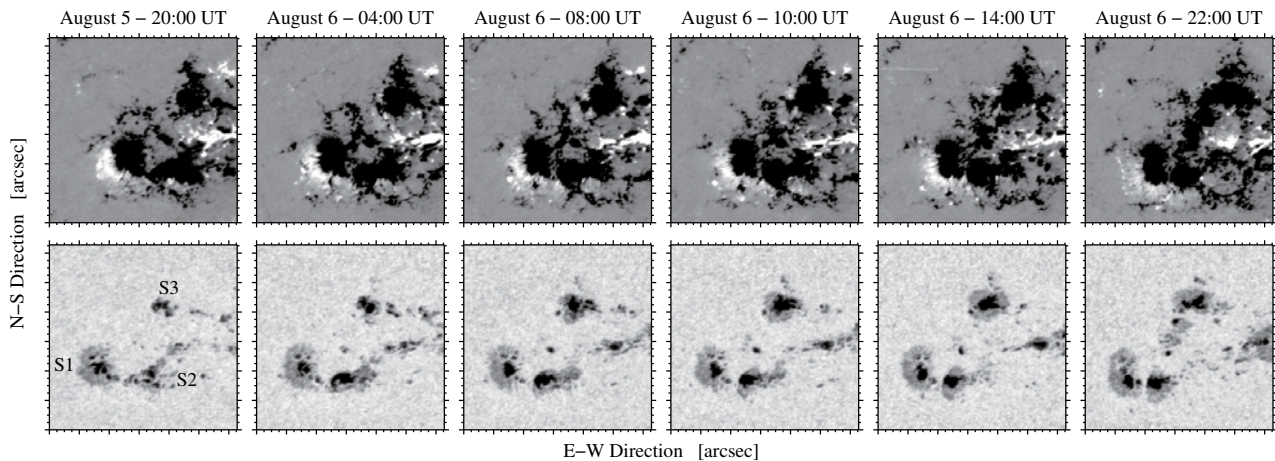 August 5 − 20:00 UT
August 6 − 04:00 UT
August 6 − 08:00 UT
August 6 − 10:00 UT
August 6 − 14:00 UT
August 6 − 22:00 UT
N−S Direction [arcsec]
S3
S1
S2
E−W Direction [arcsec]